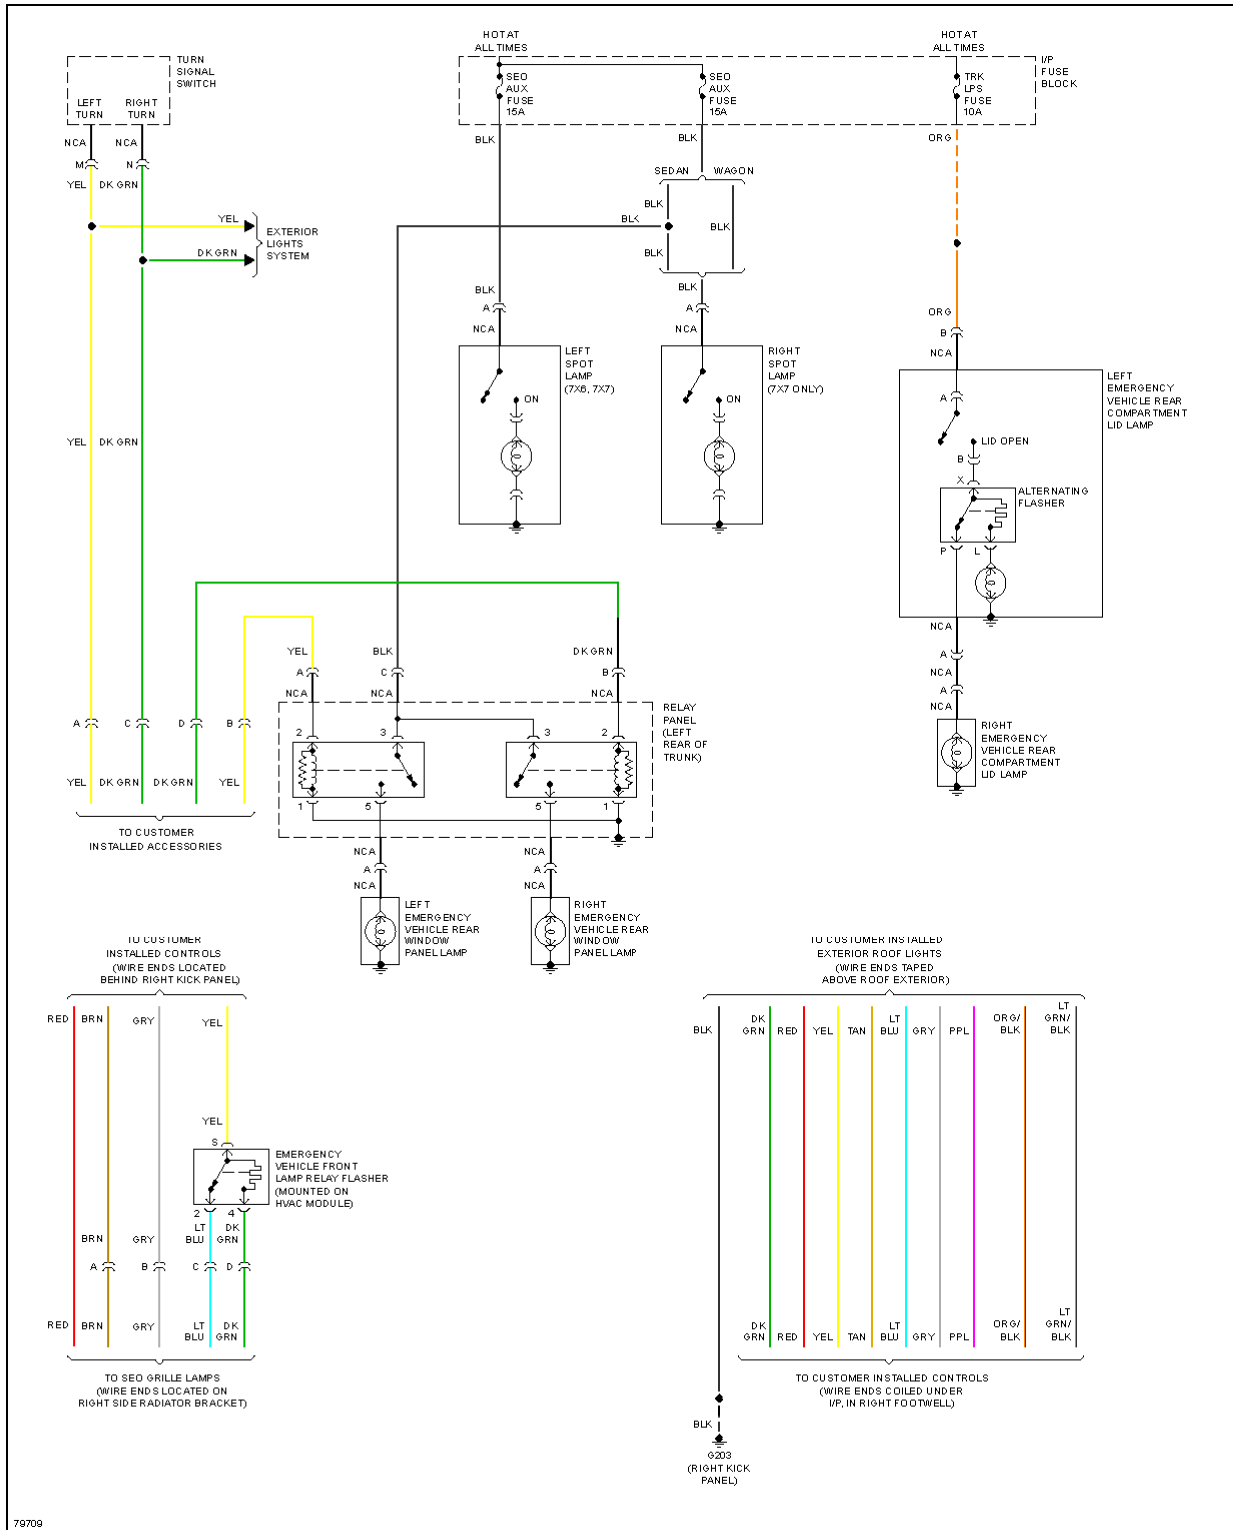 HOT AT
ALL TIMES
HOT AT
ALL TIMES
TURN
SIGNAL
SWITCH
LEFT
TURN
RIGHT
TURN
SEO
AUX
FUSE
15A
SEO
AUX
FUSE
15A
TRK
LPS
FUSE
10A
I/P
FUSE
BLOCK
NCA
NCA
BLK
BLK
ORG
M
N
YEL
DK GRN
SEDAN
WAGON
YEL
DK GRN
EXTERIOR
LIGHTS
SYSTEM
BLK
BLK
BLK
BLK
BLK
BLK
A
A
NCA
NCA
ORG
B
NCA
LEFT
SPOT
LAMP
(7X6, 7X7)
ON
RIGHT
SPOT
LAMP
(7X7 ONLY)
ON
LEFT
EMERGENCY
VEHICLE REAR
COMPARTMENT
LID LAMP
A
LID OPEN
B
X
ALTERNATING
FLASHER
P
L
YEL
DK GRN
NCA
A
NCA
A
NCA
RIGHT
EMERGENCY
VEHICLE REAR
COMPARTMENT
LID LAMP
YEL
BLK
DK GRN
A
C
B
NCA
NCA
NCA
A
C
D
B
RELAY
PANEL
(LEFT
REAR OF
TRUNK)
2
3
3
2
1
5
5
1
YEL
DK GRN
DK GRN
YEL
TO CUSTOMER
INSTALLED ACCESSORIES
NCA
NCA
A
A
NCA
NCA
LEFT
EMERGENCY
VEHICLE REAR
WINDOW
PANEL LAMP
RIGHT
EMERGENCY
VEHICLE REAR
WINDOW
PANEL LAMP
TO CUSTOMER
INSTALLED CONTROLS
(WIRE ENDS LOCATED
BEHIND RIGHT KICK PANEL)
RED
BRN
GRY
YEL
YEL
S
EMERGENCY
VEHICLE FRONT
LAMP RELAY FLASHER
(MOUNTED ON
HVAC MODULE)
2
4
BRN
GRY
LT
BLU
DK
GRN
A
B
C
D
RED
BRN
GRY
LT
BLU
DK
GRN
TO SEO GRILLE LAMPS
(WIRE ENDS LOCATED ON
RIGHT SIDE RADIATOR BRACKET)
TO CUSTOMER INSTALLED
EXTERIOR ROOF LIGHTS
(WIRE ENDS TAPED
ABOVE ROOF EXTERIOR)
BLK
DK
GRN
RED
YEL
TAN
LT
BLU
GRY
PPL
ORG/
BLK
LT
GRN/
BLK
DK
GRN
RED
YEL
TAN
LT
BLU
GRY
PPL
ORG/
BLK
LT
GRN/
BLK
TO CUSTOMER INSTALLED CONTROLS
(WIRE ENDS COILED UNDER
I/P, IN RIGHT FOOTWELL)
BLK
G203
(RIGHT KICK
PANEL)
79709